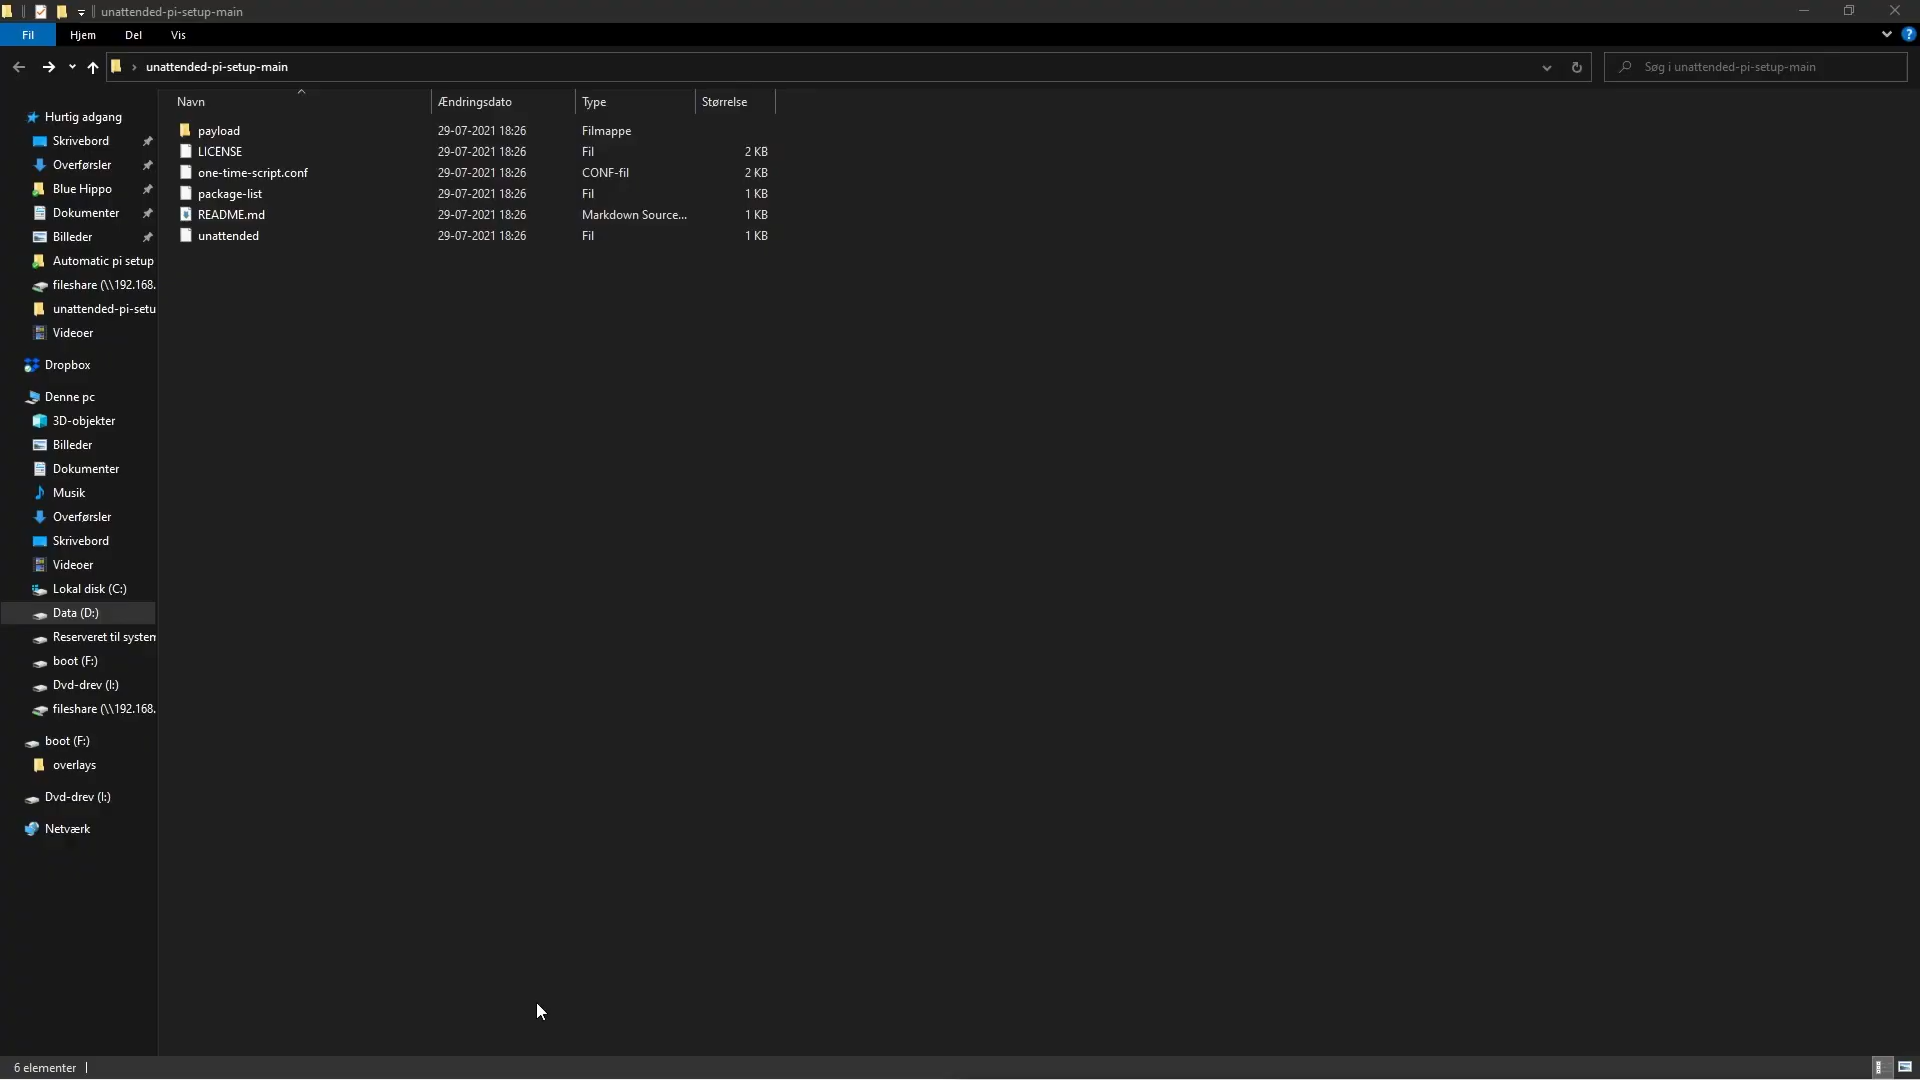 unattended-pi-setup-main
Fil Hjem Del Vis
unattended-pi-setup-main
Søg i unattended-pi-setup-main
Navn Ændringsdato Type Størrelse
payload 29-07-2021 18:26 Filmappe
LICENSE 29-07-2021 18:26 Fil 2 KB
one-time-script.conf 29-07-2021 18:26 CONF-fil 2 KB
package-list 29-07-2021 18:26 Fil 1 KB
README.md 29-07-2021 18:26 Markdown Source... 1 KB
unattended 29-07-2021 18:26 Fil 1 KB
Hurtig adgang
Skrivebord
Overførsler
Blue Hippo
Dokumenter
Billeder
Automatic pi setup
fileshare (\\192.168.
unattended-pi-setu
Videoer
Dropbox
Denne pc
3D-objekter
Billeder
Dokumenter
Musik
Overførsler
Skrivebord
Videoer
Lokal disk (C:)
Data (D:)
Reserveret til system
boot (F:)
Dvd-drev (I:)
fileshare (\\192.168.
boot (F:)
overlays
Dvd-drev (I:)
Netværk
6 elementer